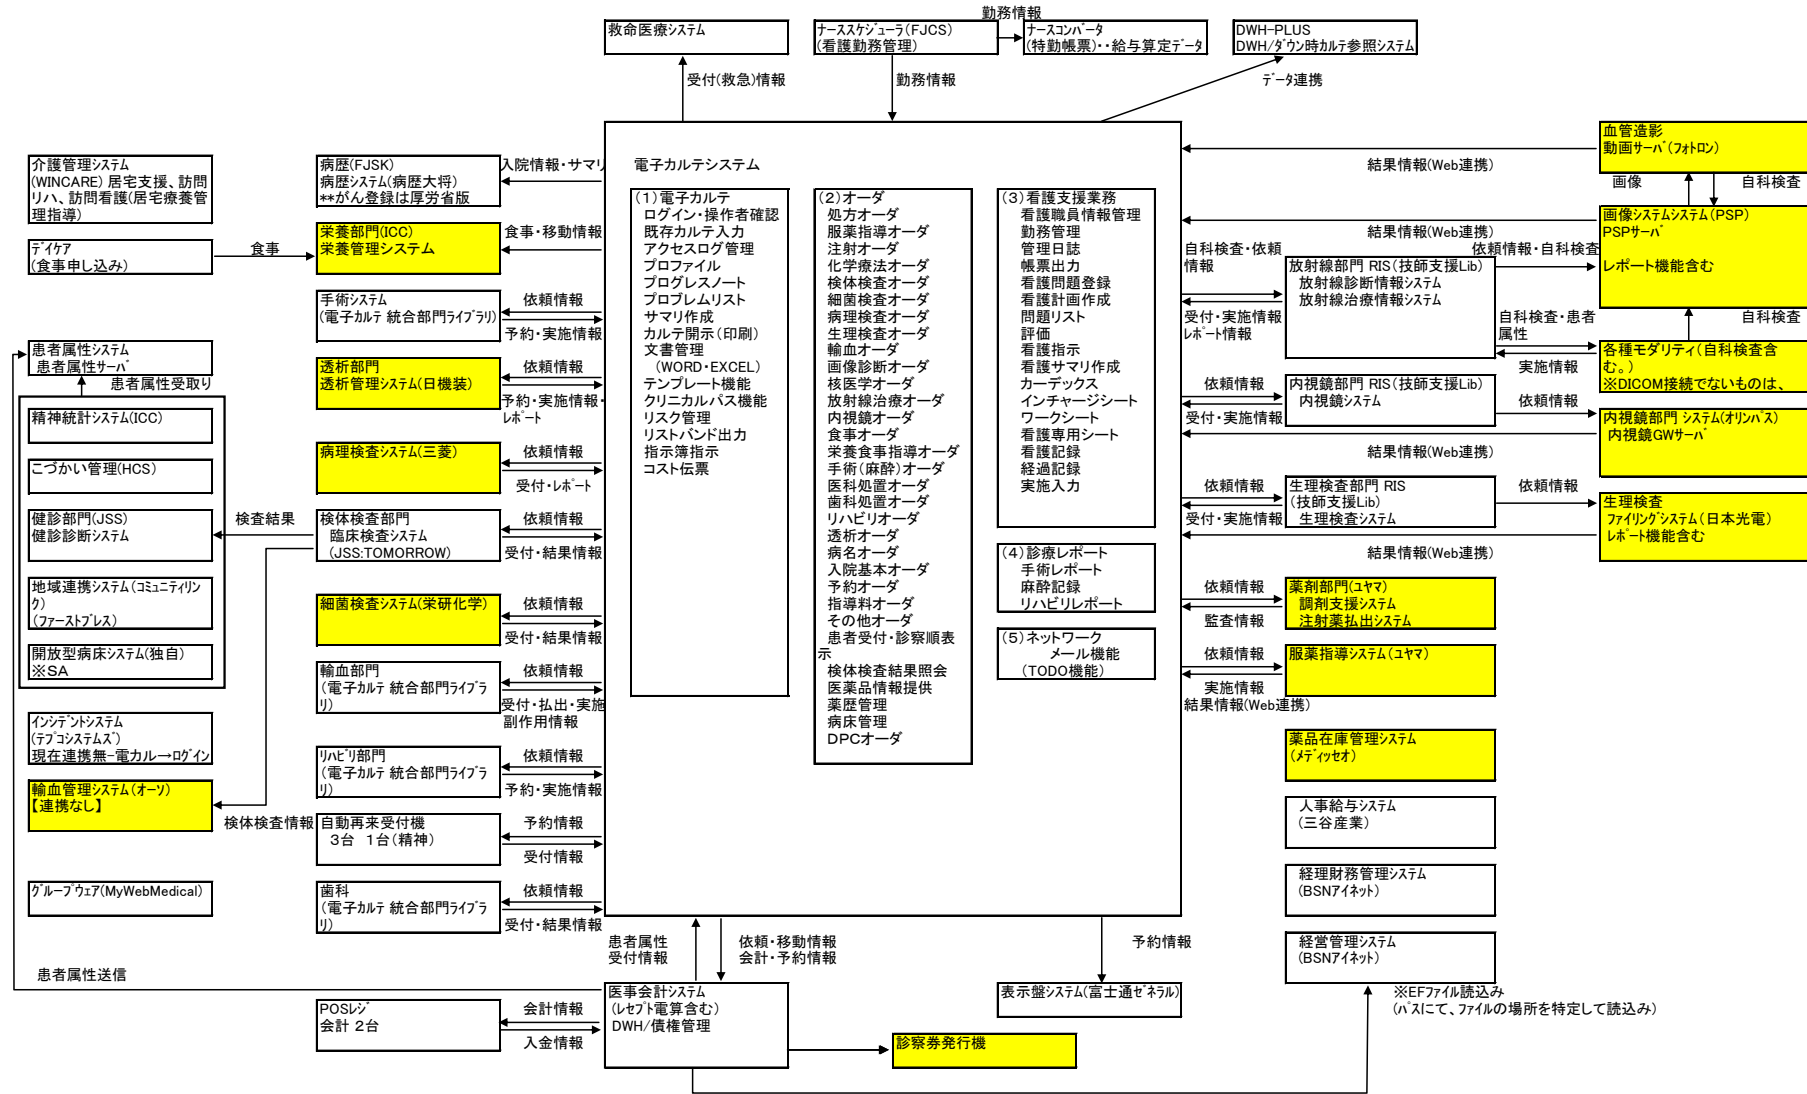 勤務情報
救命医療システム
ナーススケジューラ(FJCS)
(看護勤務管理)
ナースコンバータ
(特勤帳票)・・給与算定データ
DWH-PLUS
DWH/ダウン時カルテ参照システム
受付(救急)情報
勤務情報
データ連携
介護管理システム
(WINCARE) 居宅支援、訪問
リハ、訪問看護(居宅療養管
理指導)
デイケア
(食事申し込み)
食事
患者属性システム
患者属性サーバ
患者属性受取り
精神統計システム(ICC)
こづかい管理(HCS)
健診部門(JSS)
健診診断システム
検査結果
地域連携システム(コミュニティリン
ク)
(ファーストブレス)
開放型病床システム(独自)
※SA
インシデントシステム
(テプコシステムズ)
現在連携無-電カル→ログイン
輸血管理システム(オーソ)
【連携なし】
検体検査情報
グループウェア(MyWebMedical)
患者属性送信
病歴(FJSK)
病歴システム(病歴大将)
**がん登録は厚労省版
入院情報・サマリ
栄養部門(ICC)
栄養管理システム
食事・移動情報
手術システム
(電子カルテ 統合部門ライブラリ)
依頼情報
予約・実施情報
透析部門
透析管理システム(日機装)
依頼情報
予約・実施情報・
レポート
病理検査システム(三菱)
依頼情報
受付・レポート
検体検査部門
臨床検査システム
(JSS:TOMORROW)
依頼情報
受付・結果情報
細菌検査システム(栄研化学)
依頼情報
受付・結果情報
輸血部門
(電子カルテ 統合部門ライブラ
リ)
依頼情報
受付・払出・実施
副作用情報
リハビリ部門
(電子カルテ 統合部門ライブラ
リ)
依頼情報
予約・実施情報
自動再来受付機
3台 1台(精神)
予約情報
受付情報
歯科
(電子カルテ 統合部門ライブラ
リ)
依頼情報
受付・結果情報
POSレジ
会計 2台
会計情報
入金情報
電子カルテシステム
(1)電子カルテ
ログイン・操作者確認
既存カルテ入力
アクセスログ管理
プロファイル
プログレスノート
プロブレムリスト
サマリ作成
カルテ開示(印刷)
文書管理
(WORD・EXCEL)
テンプレート機能
クリニカルパス機能
リスク管理
リストバンド出力
指示簿指示
コスト伝票
(2)オーダ
処方オーダ
服薬指導オーダ
注射オーダ
化学療法オーダ
検体検査オーダ
細菌検査オーダ
病理検査オーダ
生理検査オーダ
輸血オーダ
画像診断オーダ
核医学オーダ
放射線治療オーダ
内視鏡オーダ
食事オーダ
栄養食事指導オーダ
手術(麻酔)オーダ
医科処置オーダ
歯科処置オーダ
リハビリオーダ
透析オーダ
病名オーダ
入院基本オーダ
予約オーダ
指導料オーダ
その他オーダ
患者受付・診察順表
示
検体検査結果照会
医薬品情報提供
薬歴管理
病床管理
DPCオーダ
(3)看護支援業務
看護職員情報管理
勤務管理
管理日誌
帳票出力
看護問題登録
看護計画作成
問題リスト
評価
看護指示
看護サマリ作成
カーデックス
インチャージシート
ワークシート
看護専用シート
看護記録
経過記録
実施入力
(4)診療レポート
手術レポート
麻酔記録
リハビリレポート
(5)ネットワーク
メール機能
(TODO機能)
患者属性
受付情報
依頼・移動情報
会計・予約情報
予約情報
医事会計システム
(レセプト電算含む)
DWH/債権管理
表示盤システム(富士通ゼネラル)
診察券発行機
結果情報(Web連携)
血管造影
動画サーバ(フォトロン)
画像
自科検査
結果情報(Web連携)
画像システムシステム(PSP)
PSPサーバ
レポート機能含む
自科検査・依頼
情報
依頼情報・自科検査
放射線部門 RIS(技師支援Lib)
放射線診断情報システム
放射線治療情報システム
受付・実施情報
レポート情報
自科検査・患者
属性
自科検査
実施情報
各種モダリティ(自科検査含
む。)
※DICOM接続でないものは、
依頼情報
内視鏡部門 RIS(技師支援Lib)
内視鏡システム
受付・実施情報
依頼情報
内視鏡部門 システム(オリンパス)
内視鏡GWサーバ
結果情報(Web連携)
依頼情報
生理検査部門 RIS
(技師支援Lib)
生理検査システム
受付・実施情報
依頼情報
生理検査
ファイリングシステム(日本光電)
レポート機能含む
結果情報(Web連携)
依頼情報
監査情報
薬剤部門(ユヤマ)
調剤支援システム
注射薬払出システム
依頼情報
実施情報
結果情報(Web連携)
服薬指導システム(ユヤマ)
薬品在庫管理システム
(メディッセオ)
人事給与システム
(三谷産業)
経理財務管理システム
(BSNアイネット)
経営管理システム
(BSNアイネット)
※EFファイル読込み
(パスにて、ファイルの場所を特定して読込み)